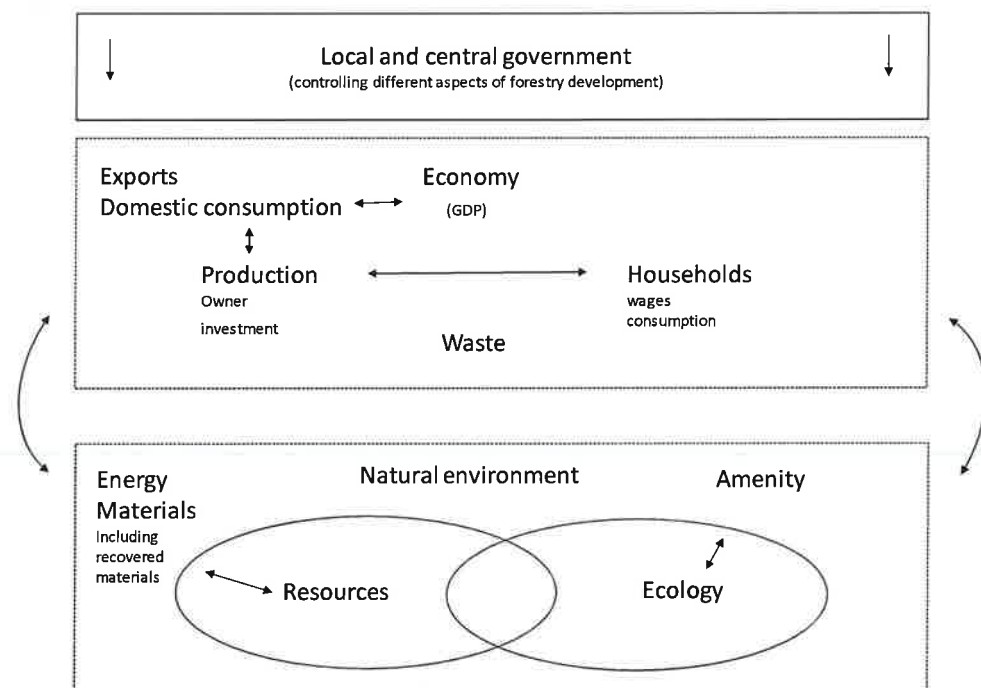 Local and central government
(controlling different aspects of forestry development)
Exports
Domestic consumption
Economy
(GDP)
Production
Owner
investment
Households
wages
consumption
Waste
Energy
Materials
Including
recovered
materials
Natural environment
Amenity
Resources
Ecology